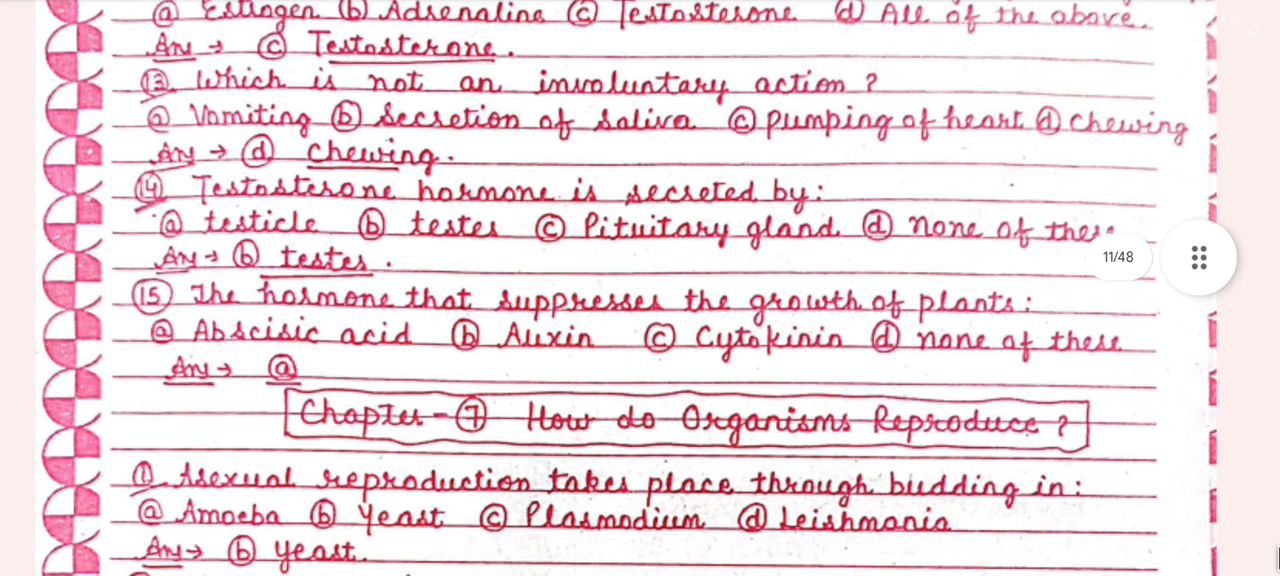 (a) Estrogen (b) Adrenaline (c) Testosterone (d) All of the above.
Ans → (c) Testosterone.
(13) Which is not an involuntary action ?
(a) Vomiting (b) Secretion of saliva (c) Pumping of heart (d) chewing
Ans → (d) chewing.
(14) Testosterone hormone is secreted by :
(a) testicle (b) testes (c) Pituitary gland (d) none of these
Ans → (b) testes.
11/48
(15) The hormone that suppresses the growth of plants :
(a) Abscisic acid (b) Auxin (c) Cytokinin (d) none of these
Ans → (a)
Chapter - (7) How do Organisms Reproduce ?
(1) Asexual reproduction takes place through budding in :
(a) Amoeba (b) Yeast (c) Plasmodium (d) Leishmania
Ans → (b) yeast.